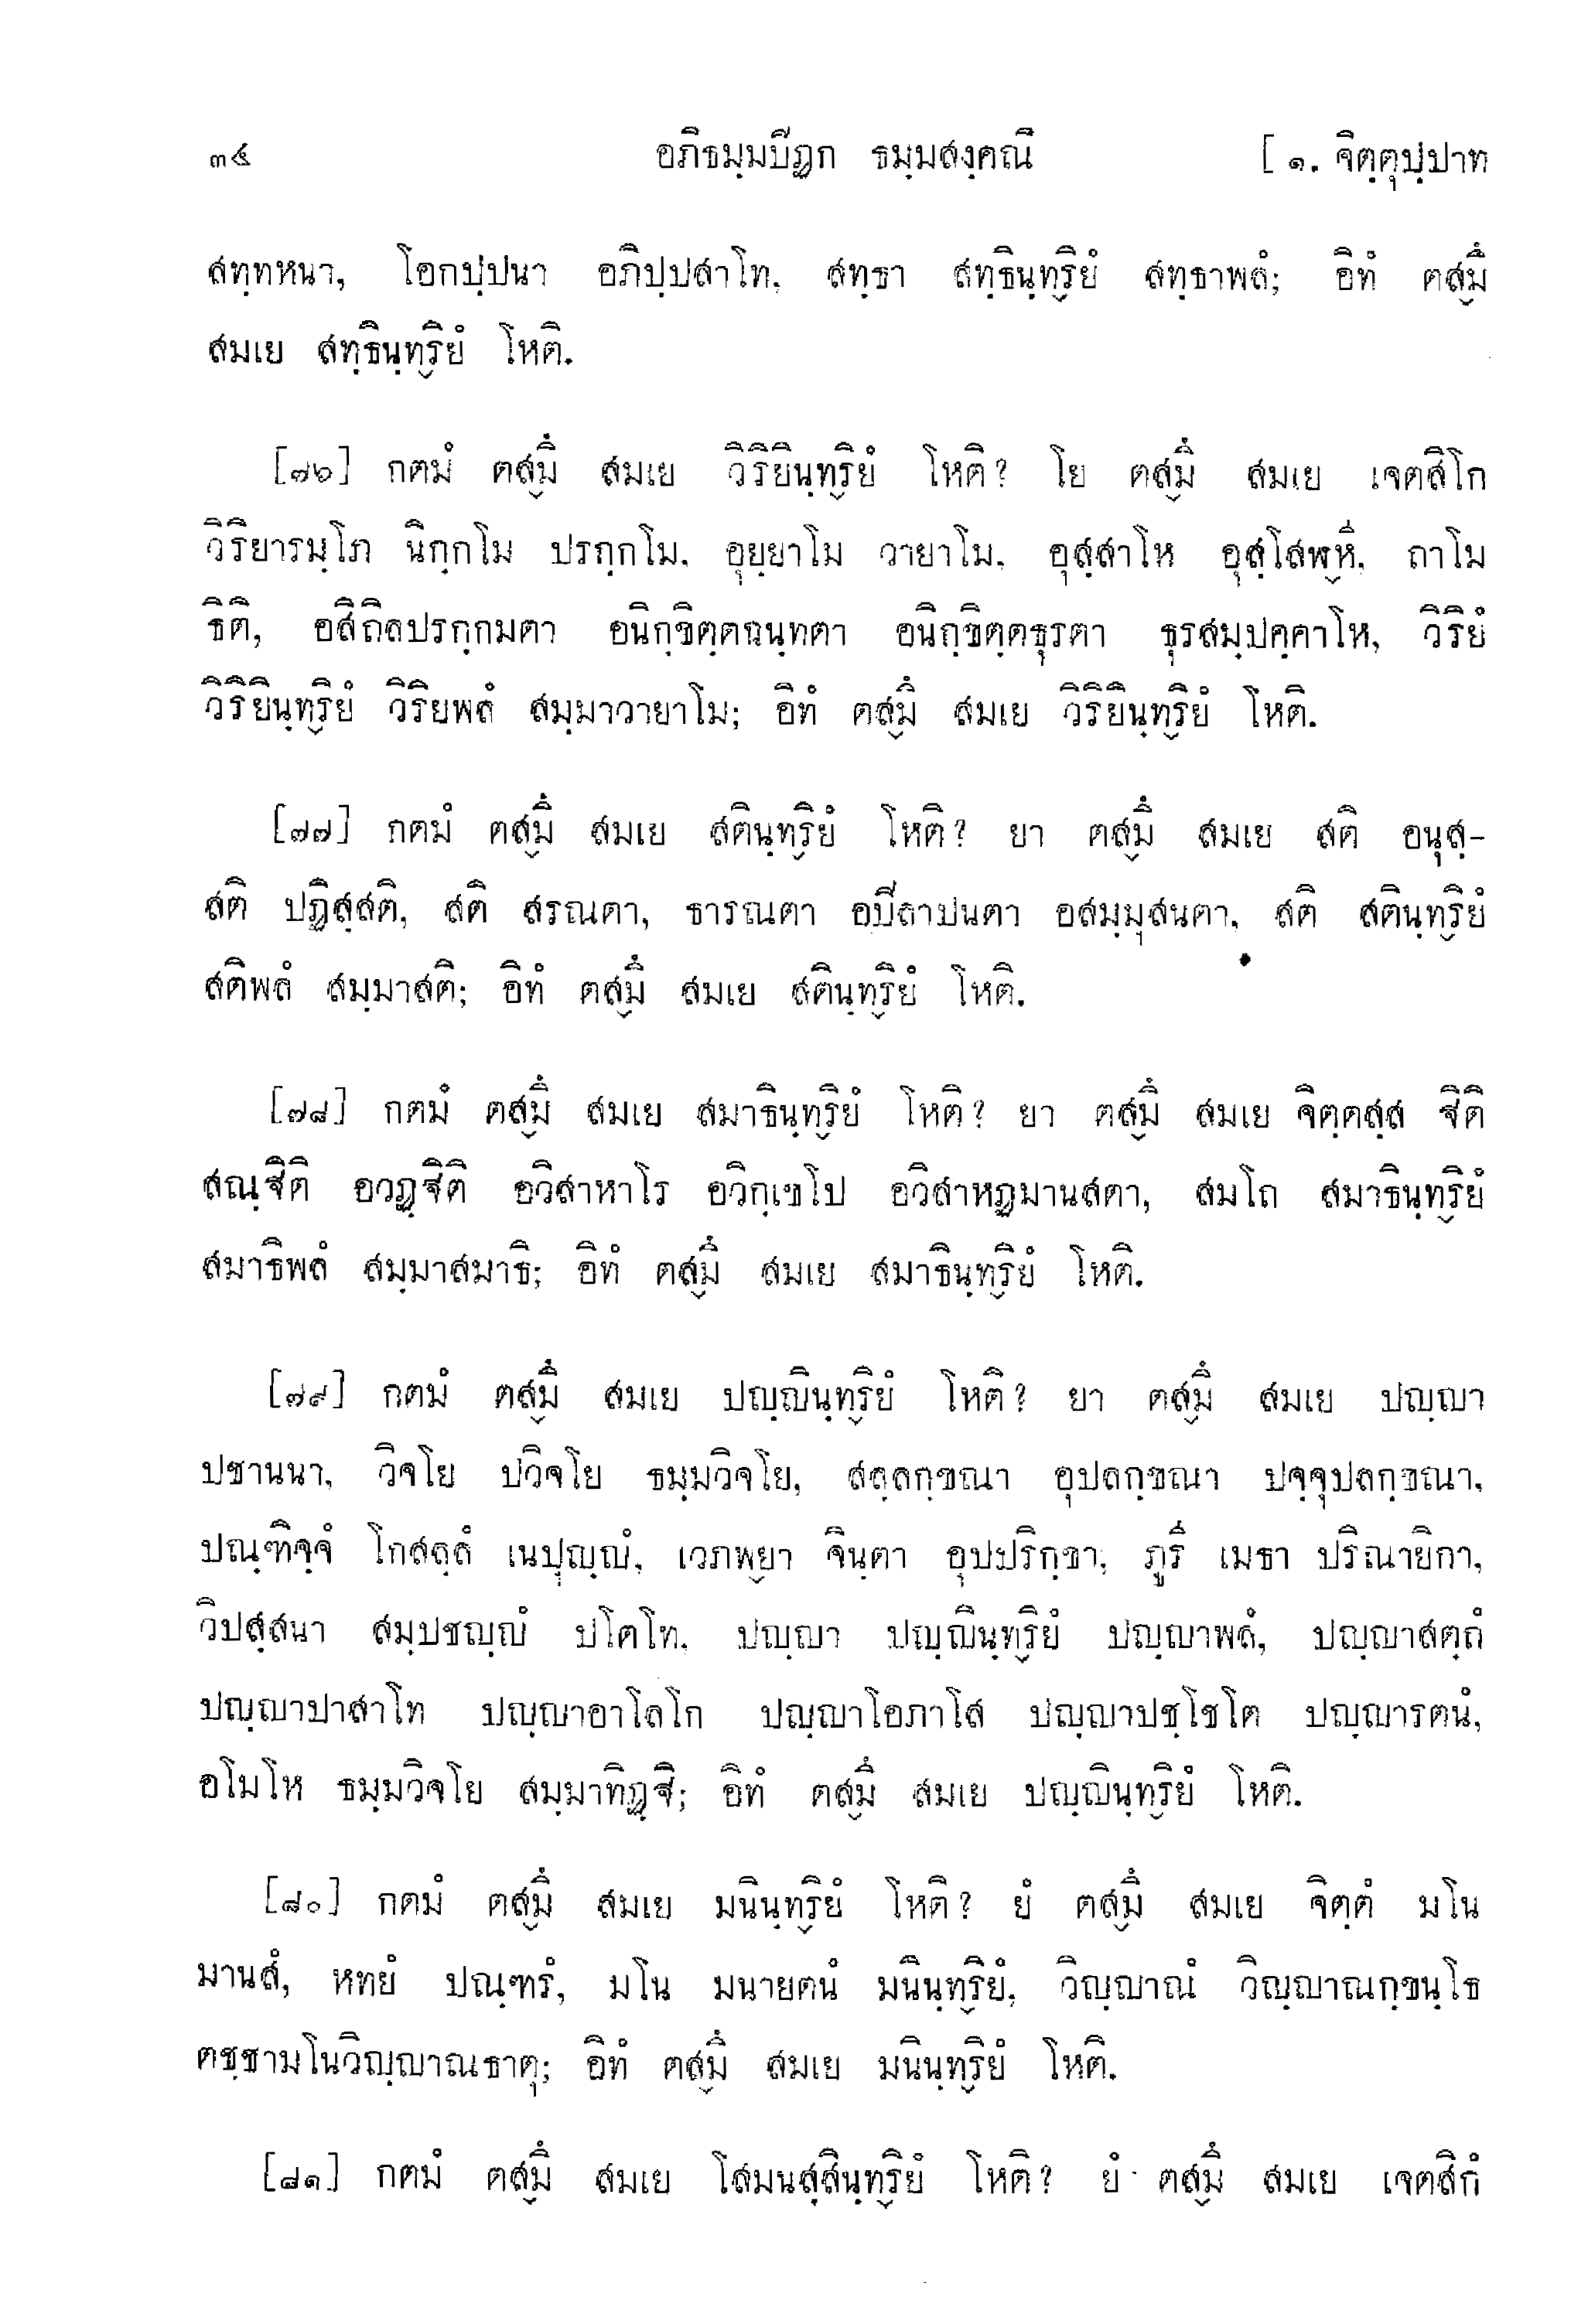 ๓๔ อภิธมฺมปิฏก ธมฺมสงฺคณี [ ๑. จิตฺตุปฺปาท
สทฺทหนา, โอกปฺปนา อภิปฺปสาโท, สทฺธา สทฺธินฺทฺริยํ สทฺธาพลํ; อิทํ ตสฺมึ
สมเย สทฺธินฺทฺริยํ โหติ.
[๗๖] กตมํ ตสฺมึ สมเย วิริยินฺทฺริยํ โหติ? โย ตสฺมึ สมเย เจตสิโก
วิริยารมฺโภ นิกฺกโม ปรกฺกโม, อุยฺยาโม วายาโม, อุสฺสาโห อุสฺโสฬฺหี, ถาโม
ธิติ, อสิถิลปรกฺกมตา อนิกฺขิตฺตฉนฺทตา อนิกฺขิตฺตธุรตา ธุรสมฺปคฺคาโห, วิริยํ
วิริยินฺทฺริยํ วิริยพลํ สมฺมาวายาโม; อิทํ ตสฺมึ สมเย วิริยินฺทฺริยํ โหติ.
[๗๗] กตมํ ตสฺมึ สมเย สตินฺทฺริยํ โหติ? ยา ตสฺมึ สมเย สติ อนุสฺ-
สติ ปฏิสฺสติ, สติ สรณตา, ธารณตา อปิลาปนตา อสมฺมุสนตา, สติ สตินฺทฺริยํ
สติพลํ สมฺมาสติ; อิทํ ตสฺมึ สมเย สตินฺทฺริยํ โหติ.
[๗๘] กตมํ ตสฺมึ สมเย สมาธินฺทฺริยํ โหติ? ยา ตสฺมึ สมเย จิตฺตสฺส ฐิติ
สณฺฐิติ อวฏฺฐิติ อวิสาหาโร อวิกฺเขโป อวิสาหฏมานสตา, สมโถ สมาธินฺทฺริยํ
สมาธิพลํ สมฺมาสมาธิ; อิทํ ตสฺมึ สมเย สมาธินฺทฺริยํ โหติ.
[๗๙] กตมํ ตสฺมึ สมเย ปญฺญินฺทฺริยํ โหติ? ยา ตสฺมึ สมเย ปญฺญา
ปชานนา, วิจโย ปวิจโย ธมฺมวิจโย, สลฺลกฺขณา อุปลกฺขณา ปจฺจุปลกฺขณา,
ปณฺฑิจฺจํ โกสลฺลํ เนปุญฺญํ, เวภพฺยา จินฺตา อุปปริกฺขา, ภูรี เมธา ปริณายิกา,
วิปสฺสนา สมฺปชญฺญํ ปโตโท, ปญฺญา ปญฺญินฺทฺริยํ ปญฺญาพลํ, ปญฺญาสตฺถํ
ปญฺญาปาสาโท ปญฺญาอาโลโก ปญฺญาโอภาโส ปญฺญาปชฺโชโต ปญฺญารตนํ,
อโมโห ธมฺมวิจโย สมฺมาทิฏฺฐิ; อิทํ ตสฺมึ สมเย ปญฺญินฺทฺริยํ โหติ.
[๘๐] กตมํ ตสฺมึ สมเย มนินฺทฺริยํ โหติ? ยํ ตสฺมึ สมเย จิตฺตํ มโน
มานสํ, หทยํ ปณฺฑรํ, มโน มนายตนํ มนินฺทฺริยํ, วิญฺญาณํ วิญฺญาณกฺขนฺโธ
ตชฺชามโนวิญฺญาณธาตุ; อิทํ ตสฺมึ สมเย มนินฺทฺริยํ โหติ.
[๘๑] กตมํ ตสฺมึ สมเย โสมนสฺสินฺทฺริยํ โหติ? ยํ ตสฺมึ สมเย เจตสิกํ